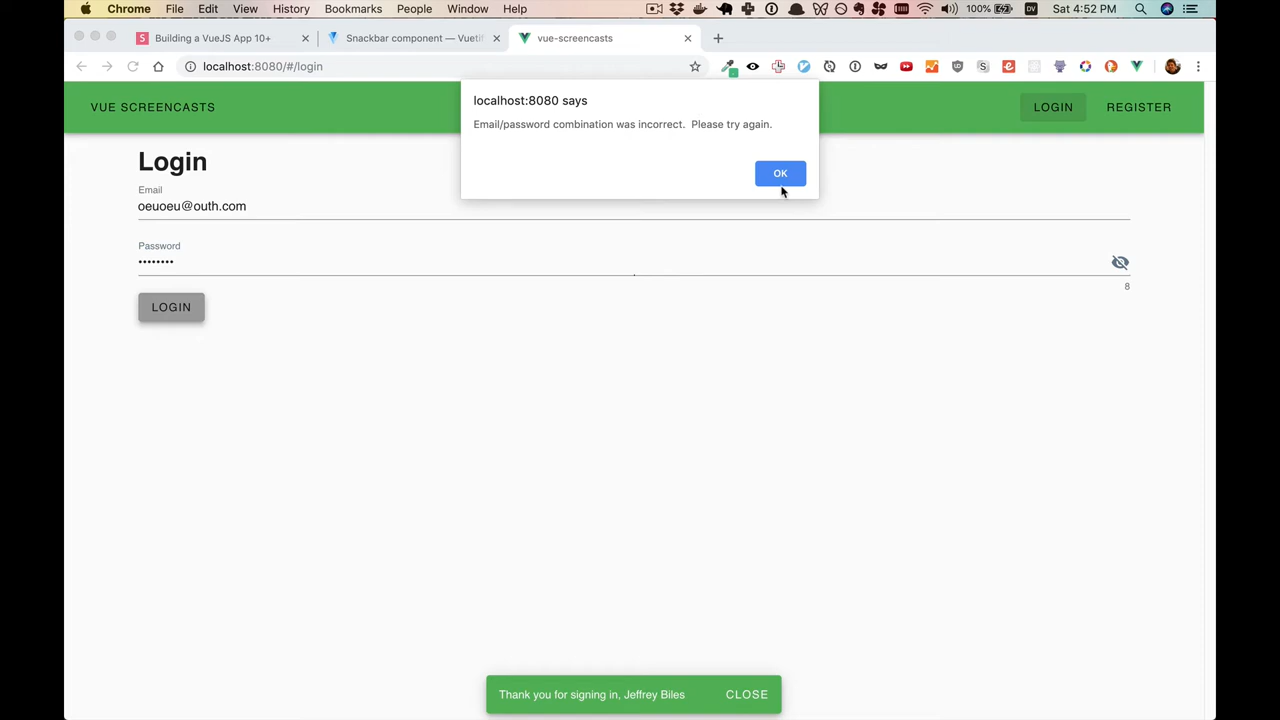 Chrome File Edit View History Bookmarks People Window Help 100% DV Sat 4:52 PM
Building a VueJS App 10+
Snackbar component — Vuetif
vue-screencasts
localhost:8080/#/login
VUE SCREENCASTS
LOGIN REGISTER
localhost:8080 says
Email/password combination was incorrect. Please try again.
OK
Login
Email
oeuoeu@outh.com
Password
••••••••
8
LOGIN
Thank you for signing in, Jeffrey Biles CLOSE